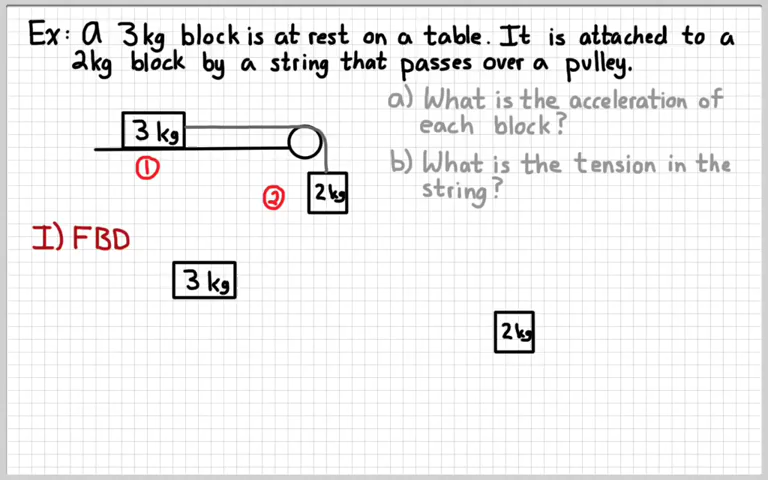 Ex: A 3kg block is at rest on a table. It is attached to a
2kg block by a string that passes over a pulley.
a) What is the acceleration of
each block?
3 kg
①
b) What is the tension in the
string?
②
2kg
I) FBD
3 kg
2kg